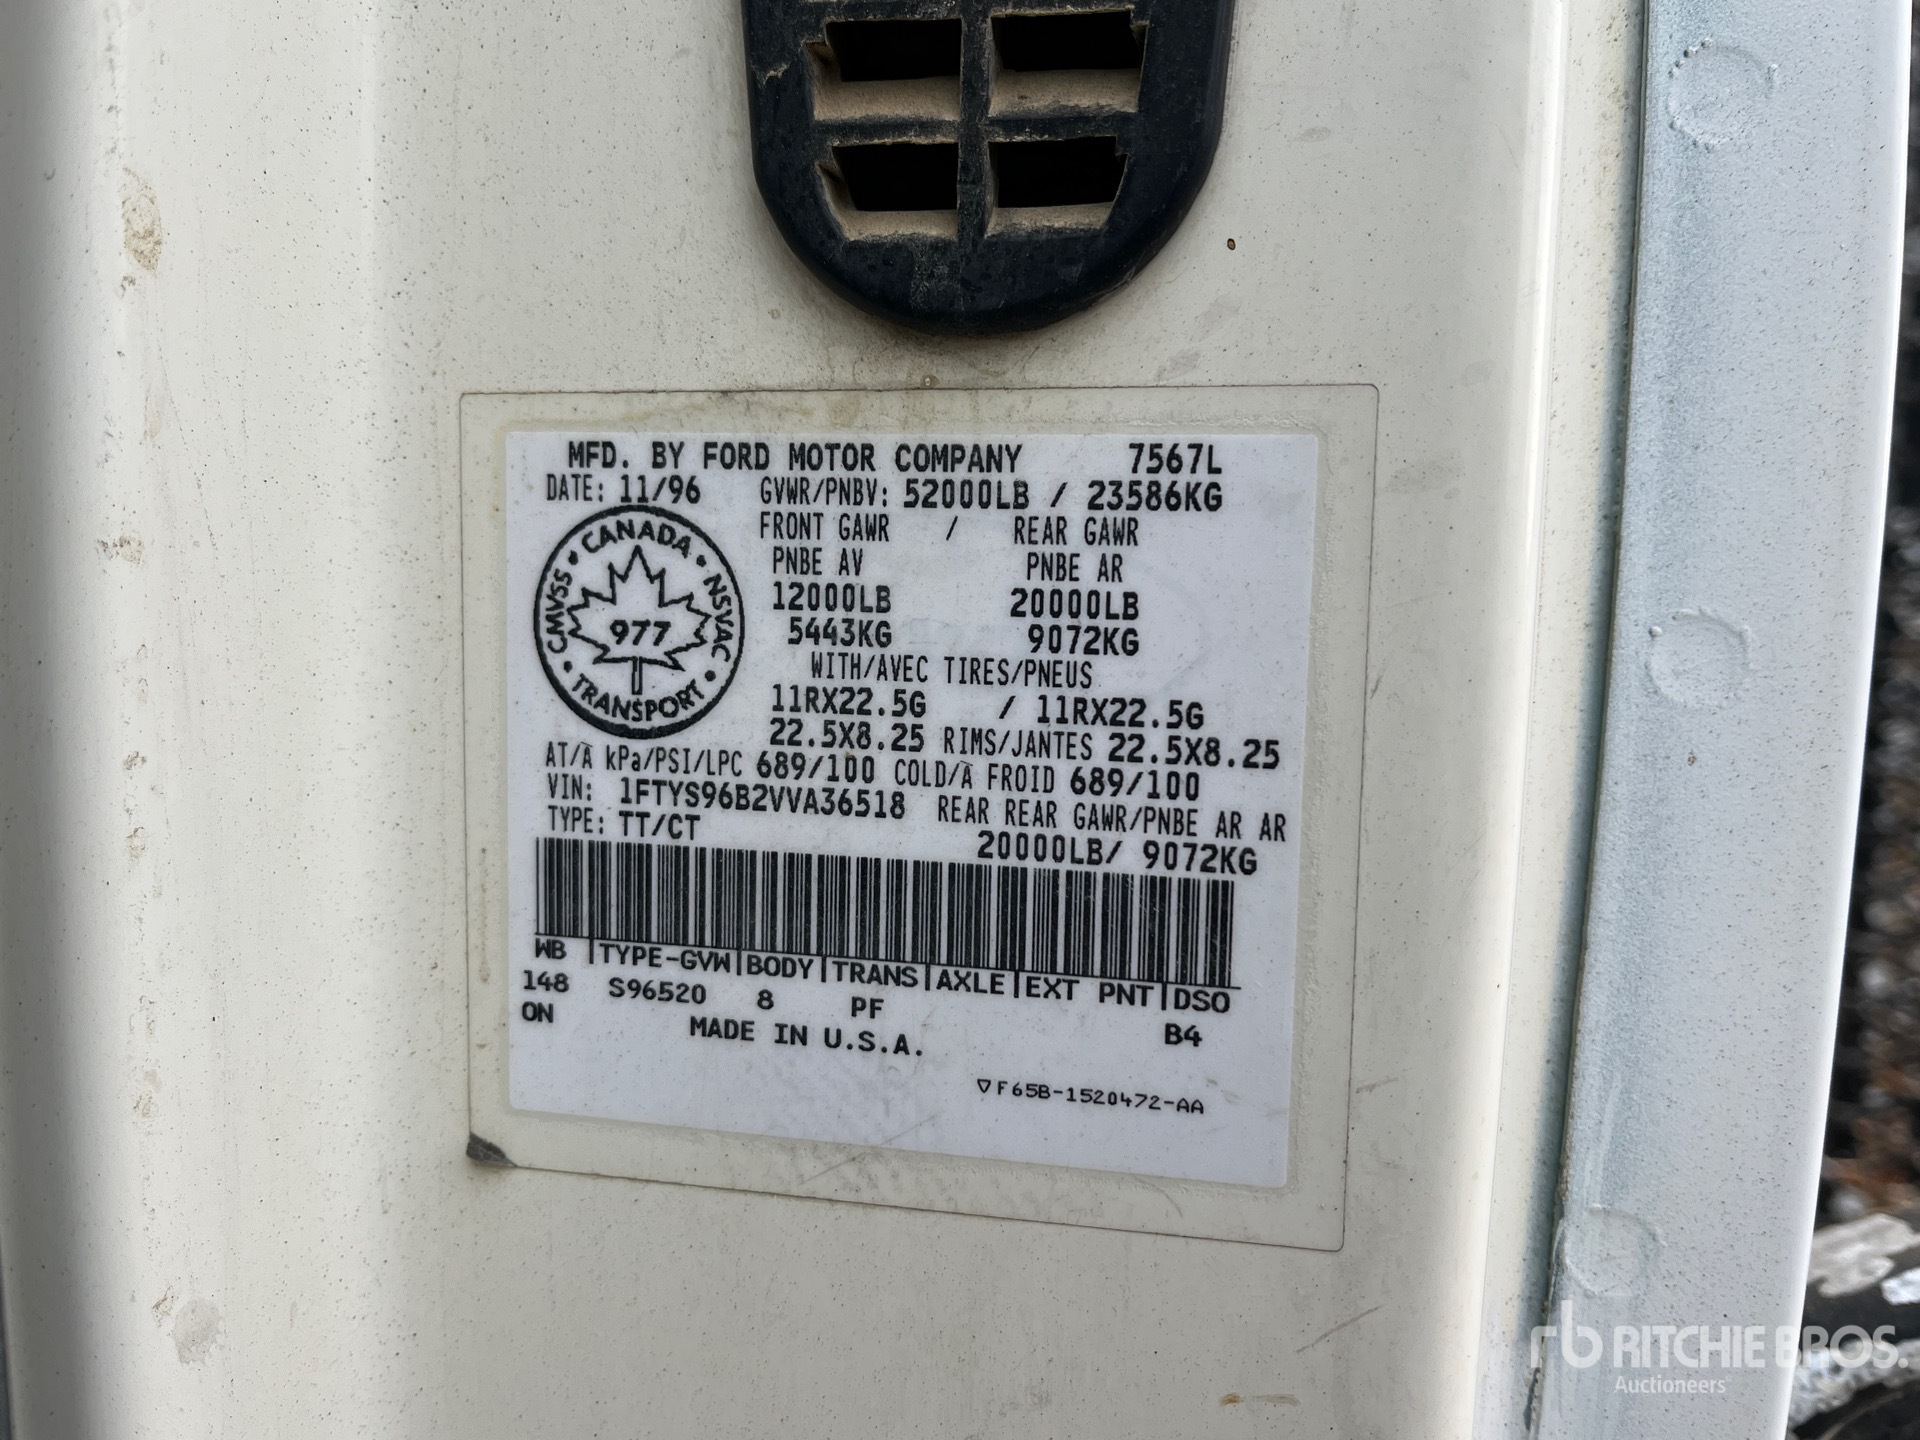 MFD. BY FORD MOTOR COMPANY 7567L
DATE: 11/96 GVWR/PNBV: 52000LB / 23586KG
FRONT GAWR / REAR GAWR
PNBE AV PNBE AR
12000LB 20000LB
5443KG 9072KG
WITH/AVEC TIRES/PNEUS
11RX22.5G / 11RX22.5G
22.5X8.25 RIMS/JANTES 22.5X8.25
AT/À kPa/PSI/LPC 689/100 COLD/À FROID 689/100
VIN: 1FTYS96B2VVA36518 REAR REAR GAWR/PNBE AR AR
TYPE: TT/CT 20000LB/ 9072KG
CANADA • NSVAC • TRANSPORT • CMVSS •
977
WB |TYPE-GVW|BODY|TRANS|AXLE|EXT PNT|DSO
148 S96520 8 PF B4
ON
MADE IN U.S.A.
▽F65B-1520472-AA
rb RITCHIE BROS.
Auctioneers